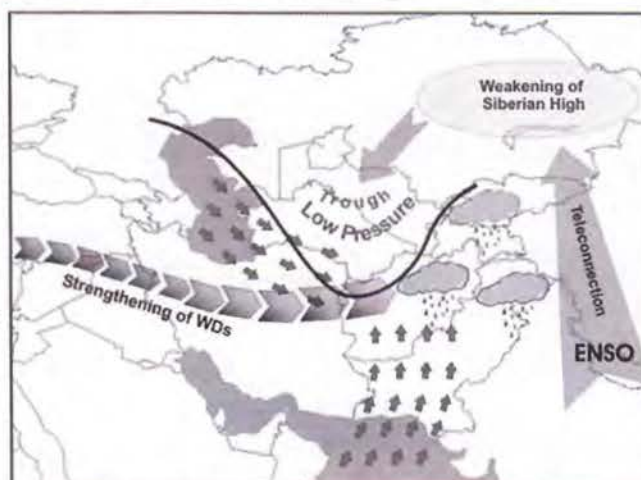 Weakening of
Siberian High
Trough
Low Pressure
Strengthening of WDs
Teleconnection
ENSO